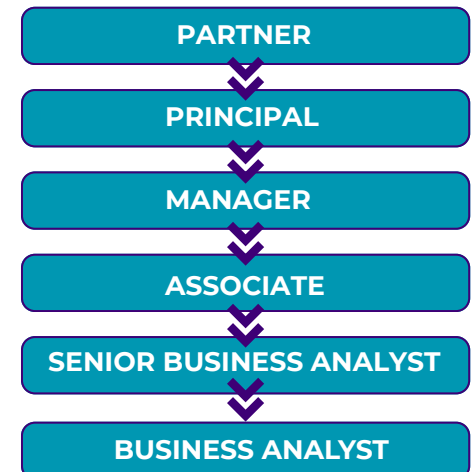 PARTNER
PRINCIPAL
MANAGER
ASSOCIATE
SENIOR BUSINESS ANALYST
BUSINESS ANALYST